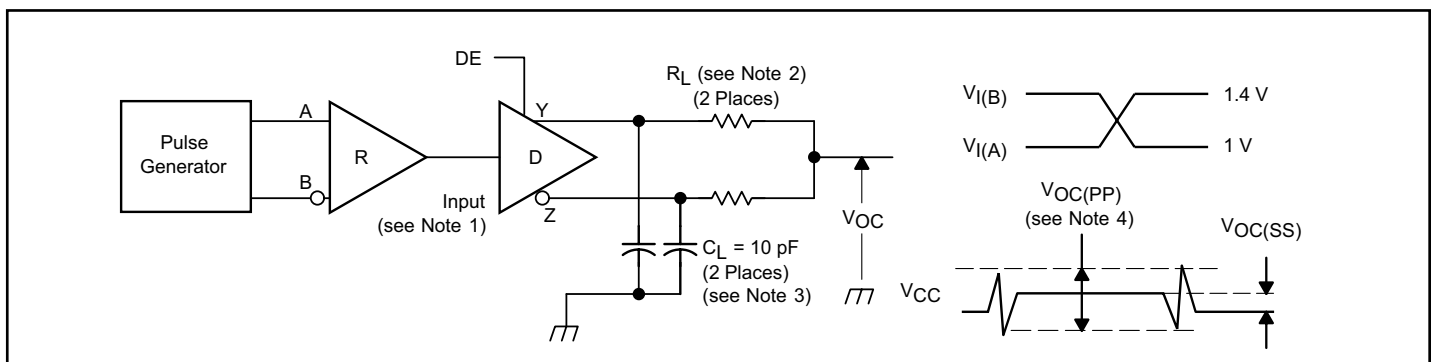 DE
Pulse
Generator
A
B
R
D
Y
Z
Input
(see Note 1)
RL (see Note 2)
(2 Places)
CL = 10 pF
(2 Places)
(see Note 3)
VOC
VI(B)
VI(A)
1.4 V
1 V
VOC(PP)
(see Note 4)
VOC(SS)
VCC